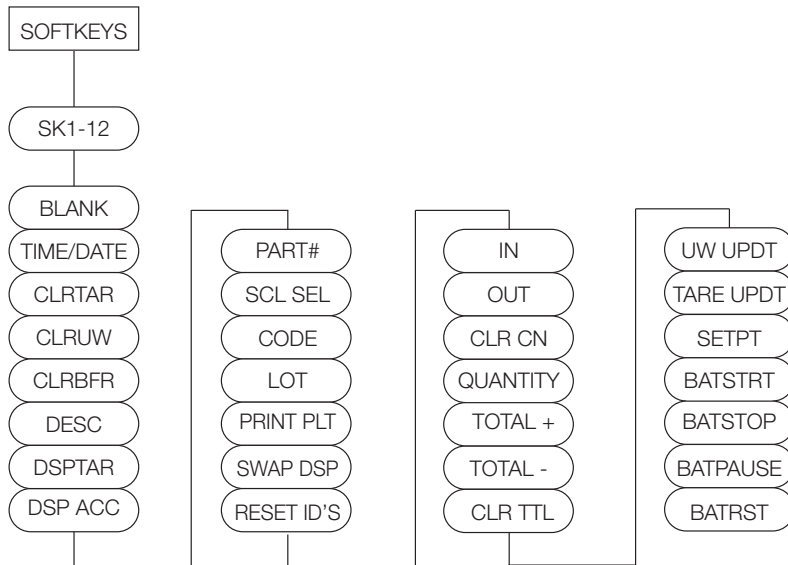 SOFTKEYS
SK1-12
BLANK
TIME/DATE
CLRTAR
CLRUW
CLRBFR
DESC
DSPTAR
DSP ACC
PART#
SCL SEL
CODE
LOT
PRINT PLT
SWAP DSP
RESET ID’S
IN
OUT
CLR CN
QUANTITY
TOTAL +
TOTAL -
CLR TTL
UW UPDT
TARE UPDT
SETPT
BATSTRT
BATSTOP
BATPAUSE
BATRST